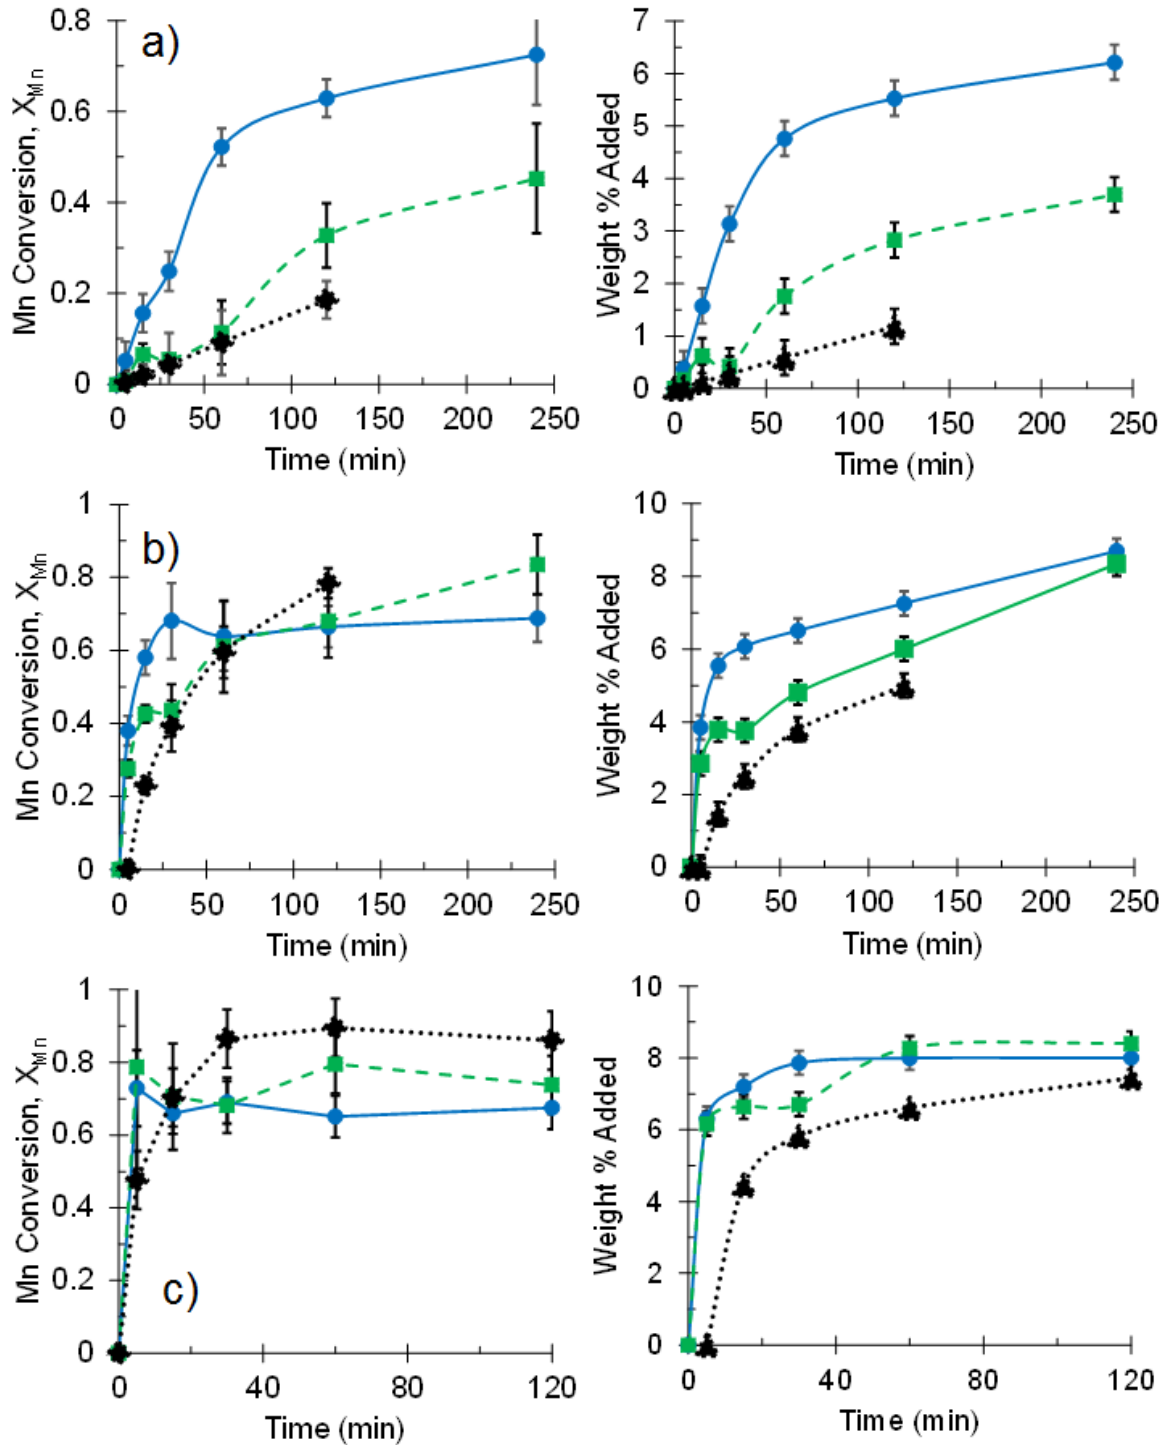 a)
Mn Conversion, X_Mn
0.8
0.6
0.4
0.2
0
0 50 100 150 200 250
Time (min)
Weight % Added
7
6
5
4
3
2
1
0
0 50 100 150 200 250
Time (min)
b)
Mn Conversion, X_Mn
1
0.8
0.6
0.4
0.2
0
0 50 100 150 200 250
Time (min)
Weight % Added
10
8
6
4
2
0
0 50 100 150 200 250
Time (min)
c)
Mn Conversion, X_Mn
1
0.8
0.6
0.4
0.2
0
0 40 80 120
Time (min)
Weight % Added
10
8
6
4
2
0
0 40 80 120
Time (min)